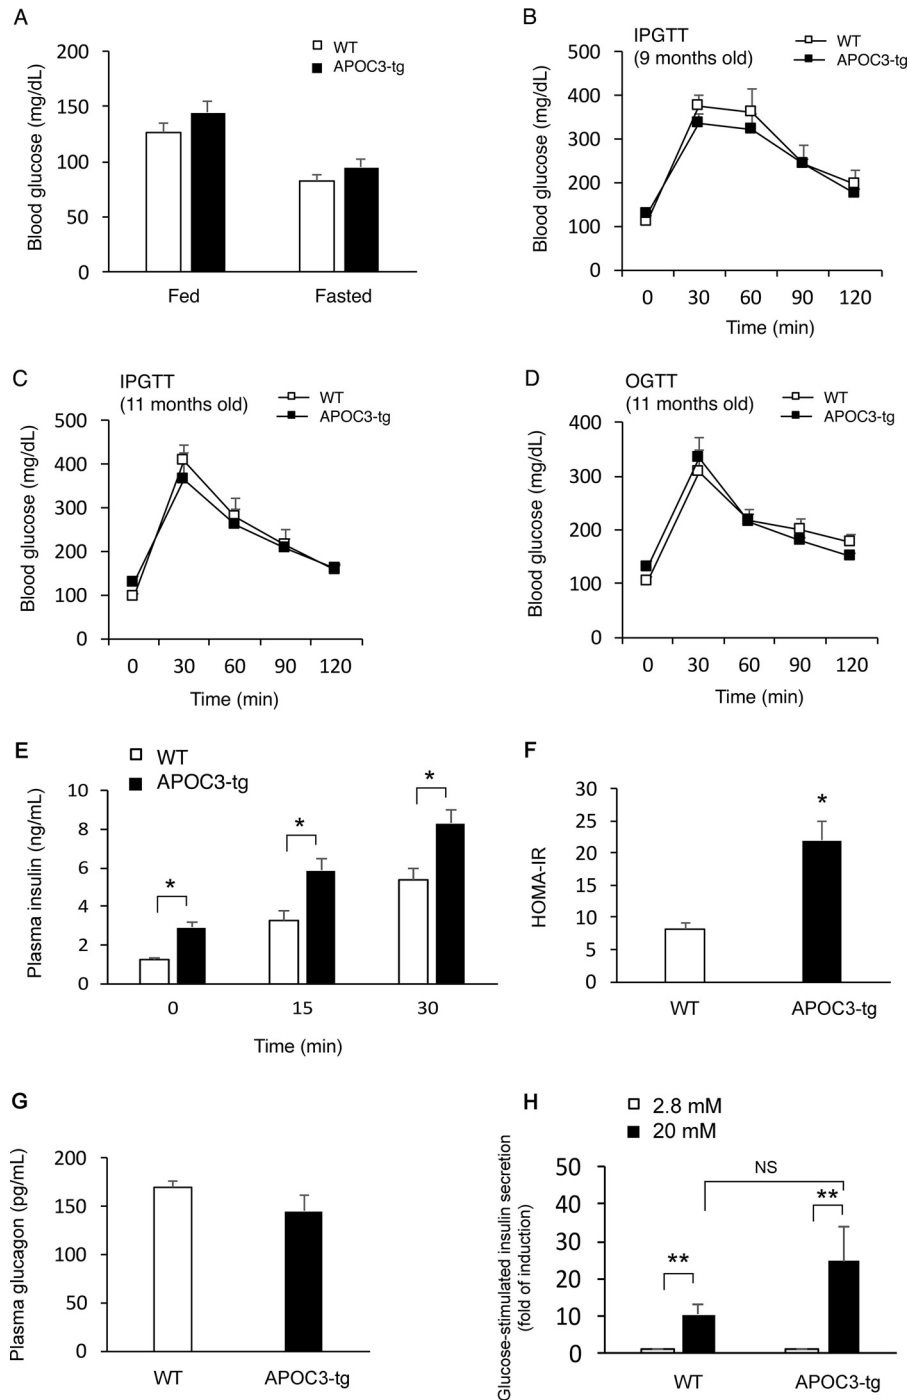 A
WT
APOC3-tg
Blood glucose (mg/dL)
200
150
100
50
0
Fed
Fasted
B
IPGTT
(9 months old)
WT
APOC3-tg
Blood glucose (mg/dL)
500
400
300
200
100
0
0 30 60 90 120
Time (min)
C
IPGTT
(11 months old)
WT
APOC3-tg
Blood glucose (mg/dL)
500
400
300
200
100
0
0 30 60 90 120
Time (min)
D
OGTT
(11 months old)
WT
APOC3-tg
Blood glucose (mg/dL)
400
300
200
100
0
0 30 60 90 120
Time (min)
E
WT
APOC3-tg
Plasma insulin (ng/mL)
10
8
6
4
2
0
*
*
*
0 15 30
Time (min)
F
HOMA-IR
30
25
20
15
10
5
0
*
WT APOC3-tg
G
Plasma glucagon (pg/mL)
200
150
100
50
0
WT APOC3-tg
H
2.8 mM
20 mM
Glucose-stimulated insulin secretion
(fold of induction)
50
40
30
20
10
0
NS
**
**
WT APOC3-tg